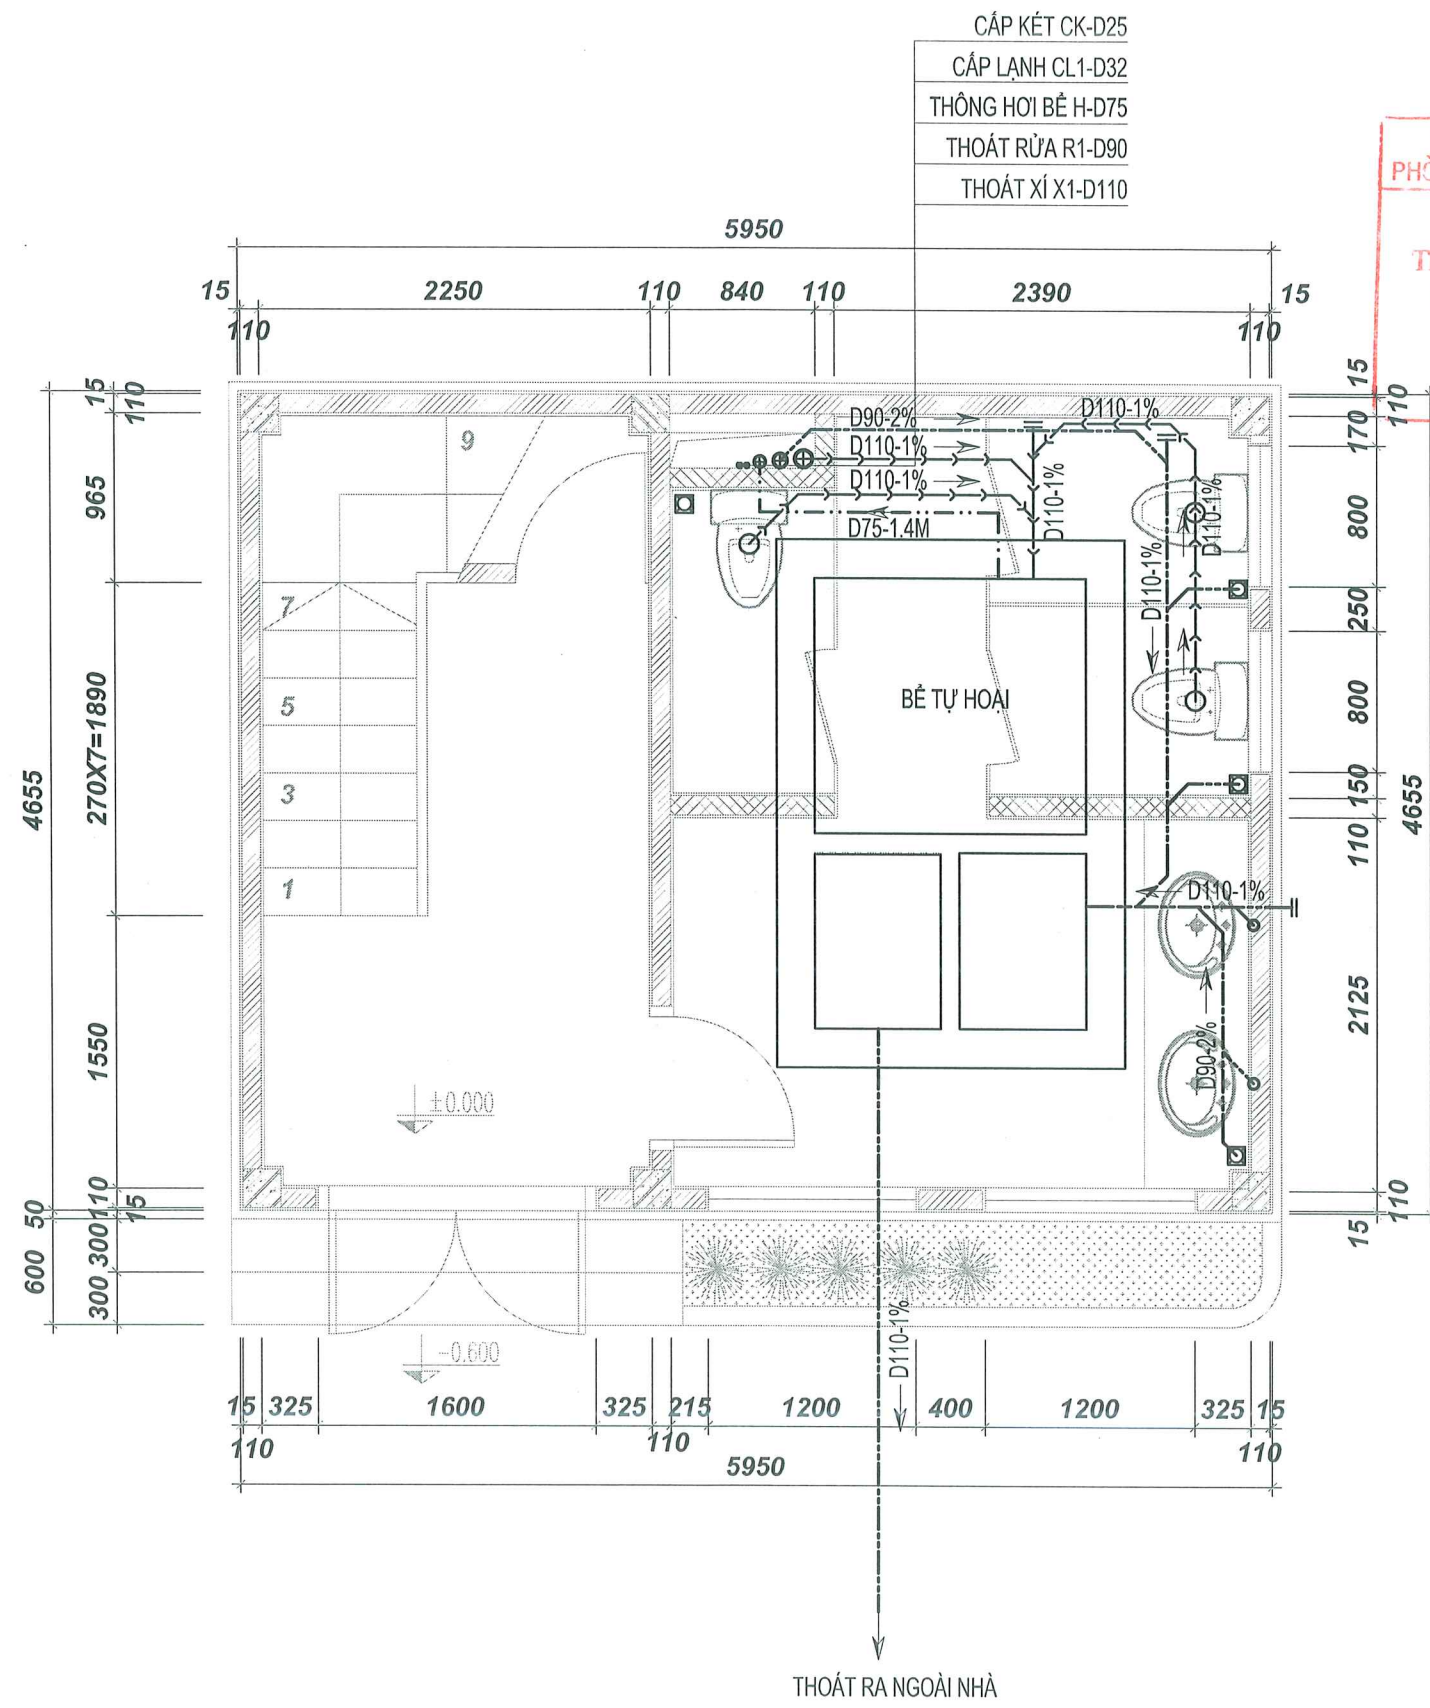 CẤP KÉT CK-D25
CẤP LẠNH CL1-D32
THÔNG HƠI BỂ H-D75
THOÁT RỬA R1-D90
THOÁT XÍ X1-D110
5950
15 2250 110 840 110 2390 15
110 110
15
110
965
270X7=1890
4655
1550
110
15
50
300
600
300
15
110
170
800
250
800
150
110
4655
2125
110
15
9
7
5
3
1
D90-2%
D110-1%
D110-1%
D75-1.4M
D110-1%
D110-1%
D110-1%
D110-1%
BỂ TỰ HOẠI
D110-1%
D90-2%
±0.000
-0.600
D110-1%
15 325 1600 325 215 1200 400 1200 325 15
110 110 110
5950
THOÁT RA NGOÀI NHÀ